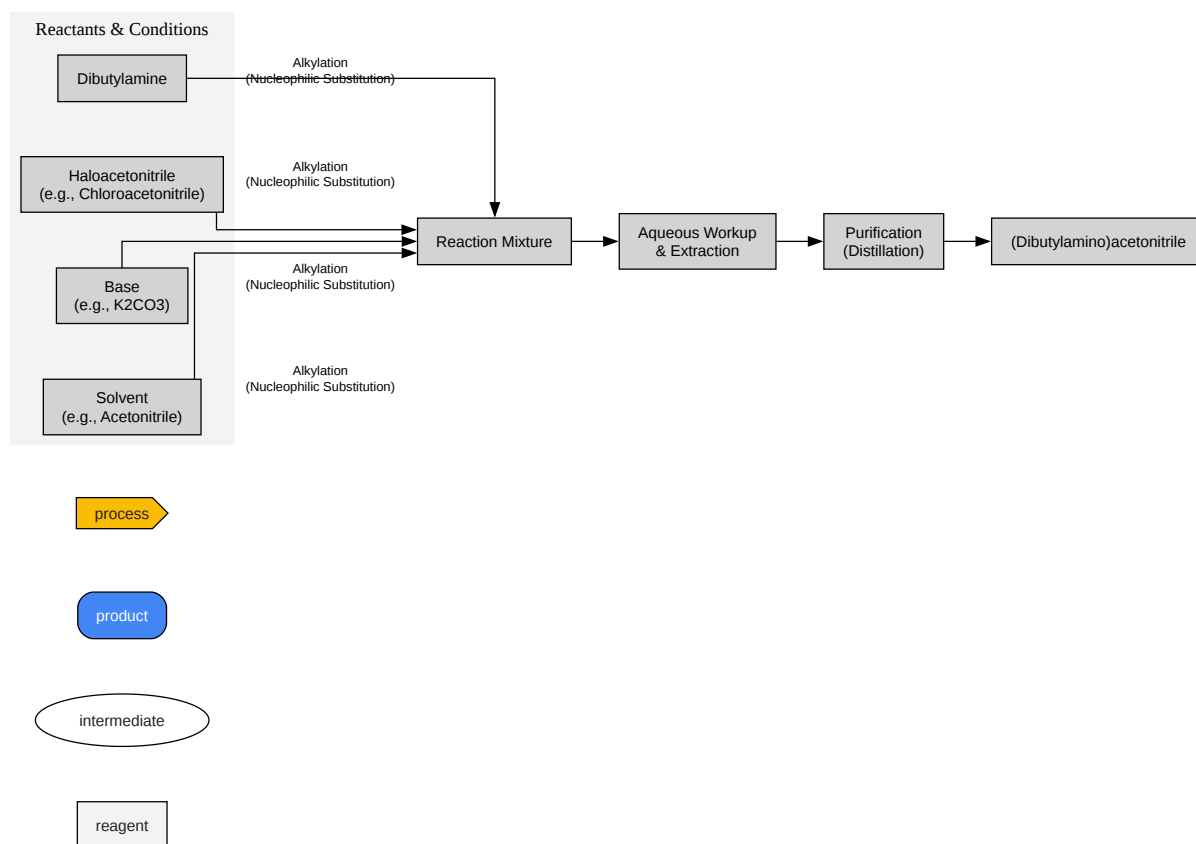 Reactants & Conditions
Dibutylamine
Alkylation
(Nucleophilic Substitution)
Haloacetonitrile
(e.g., Chloroacetonitrile)
Alkylation
(Nucleophilic Substitution)
Base
(e.g., K2CO3)
Alkylation
(Nucleophilic Substitution)
Solvent
(e.g., Acetonitrile)
Alkylation
(Nucleophilic Substitution)
Reaction Mixture
Aqueous Workup
& Extraction
Purification
(Distillation)
(Dibutylamino)acetonitrile
process
product
intermediate
reagent